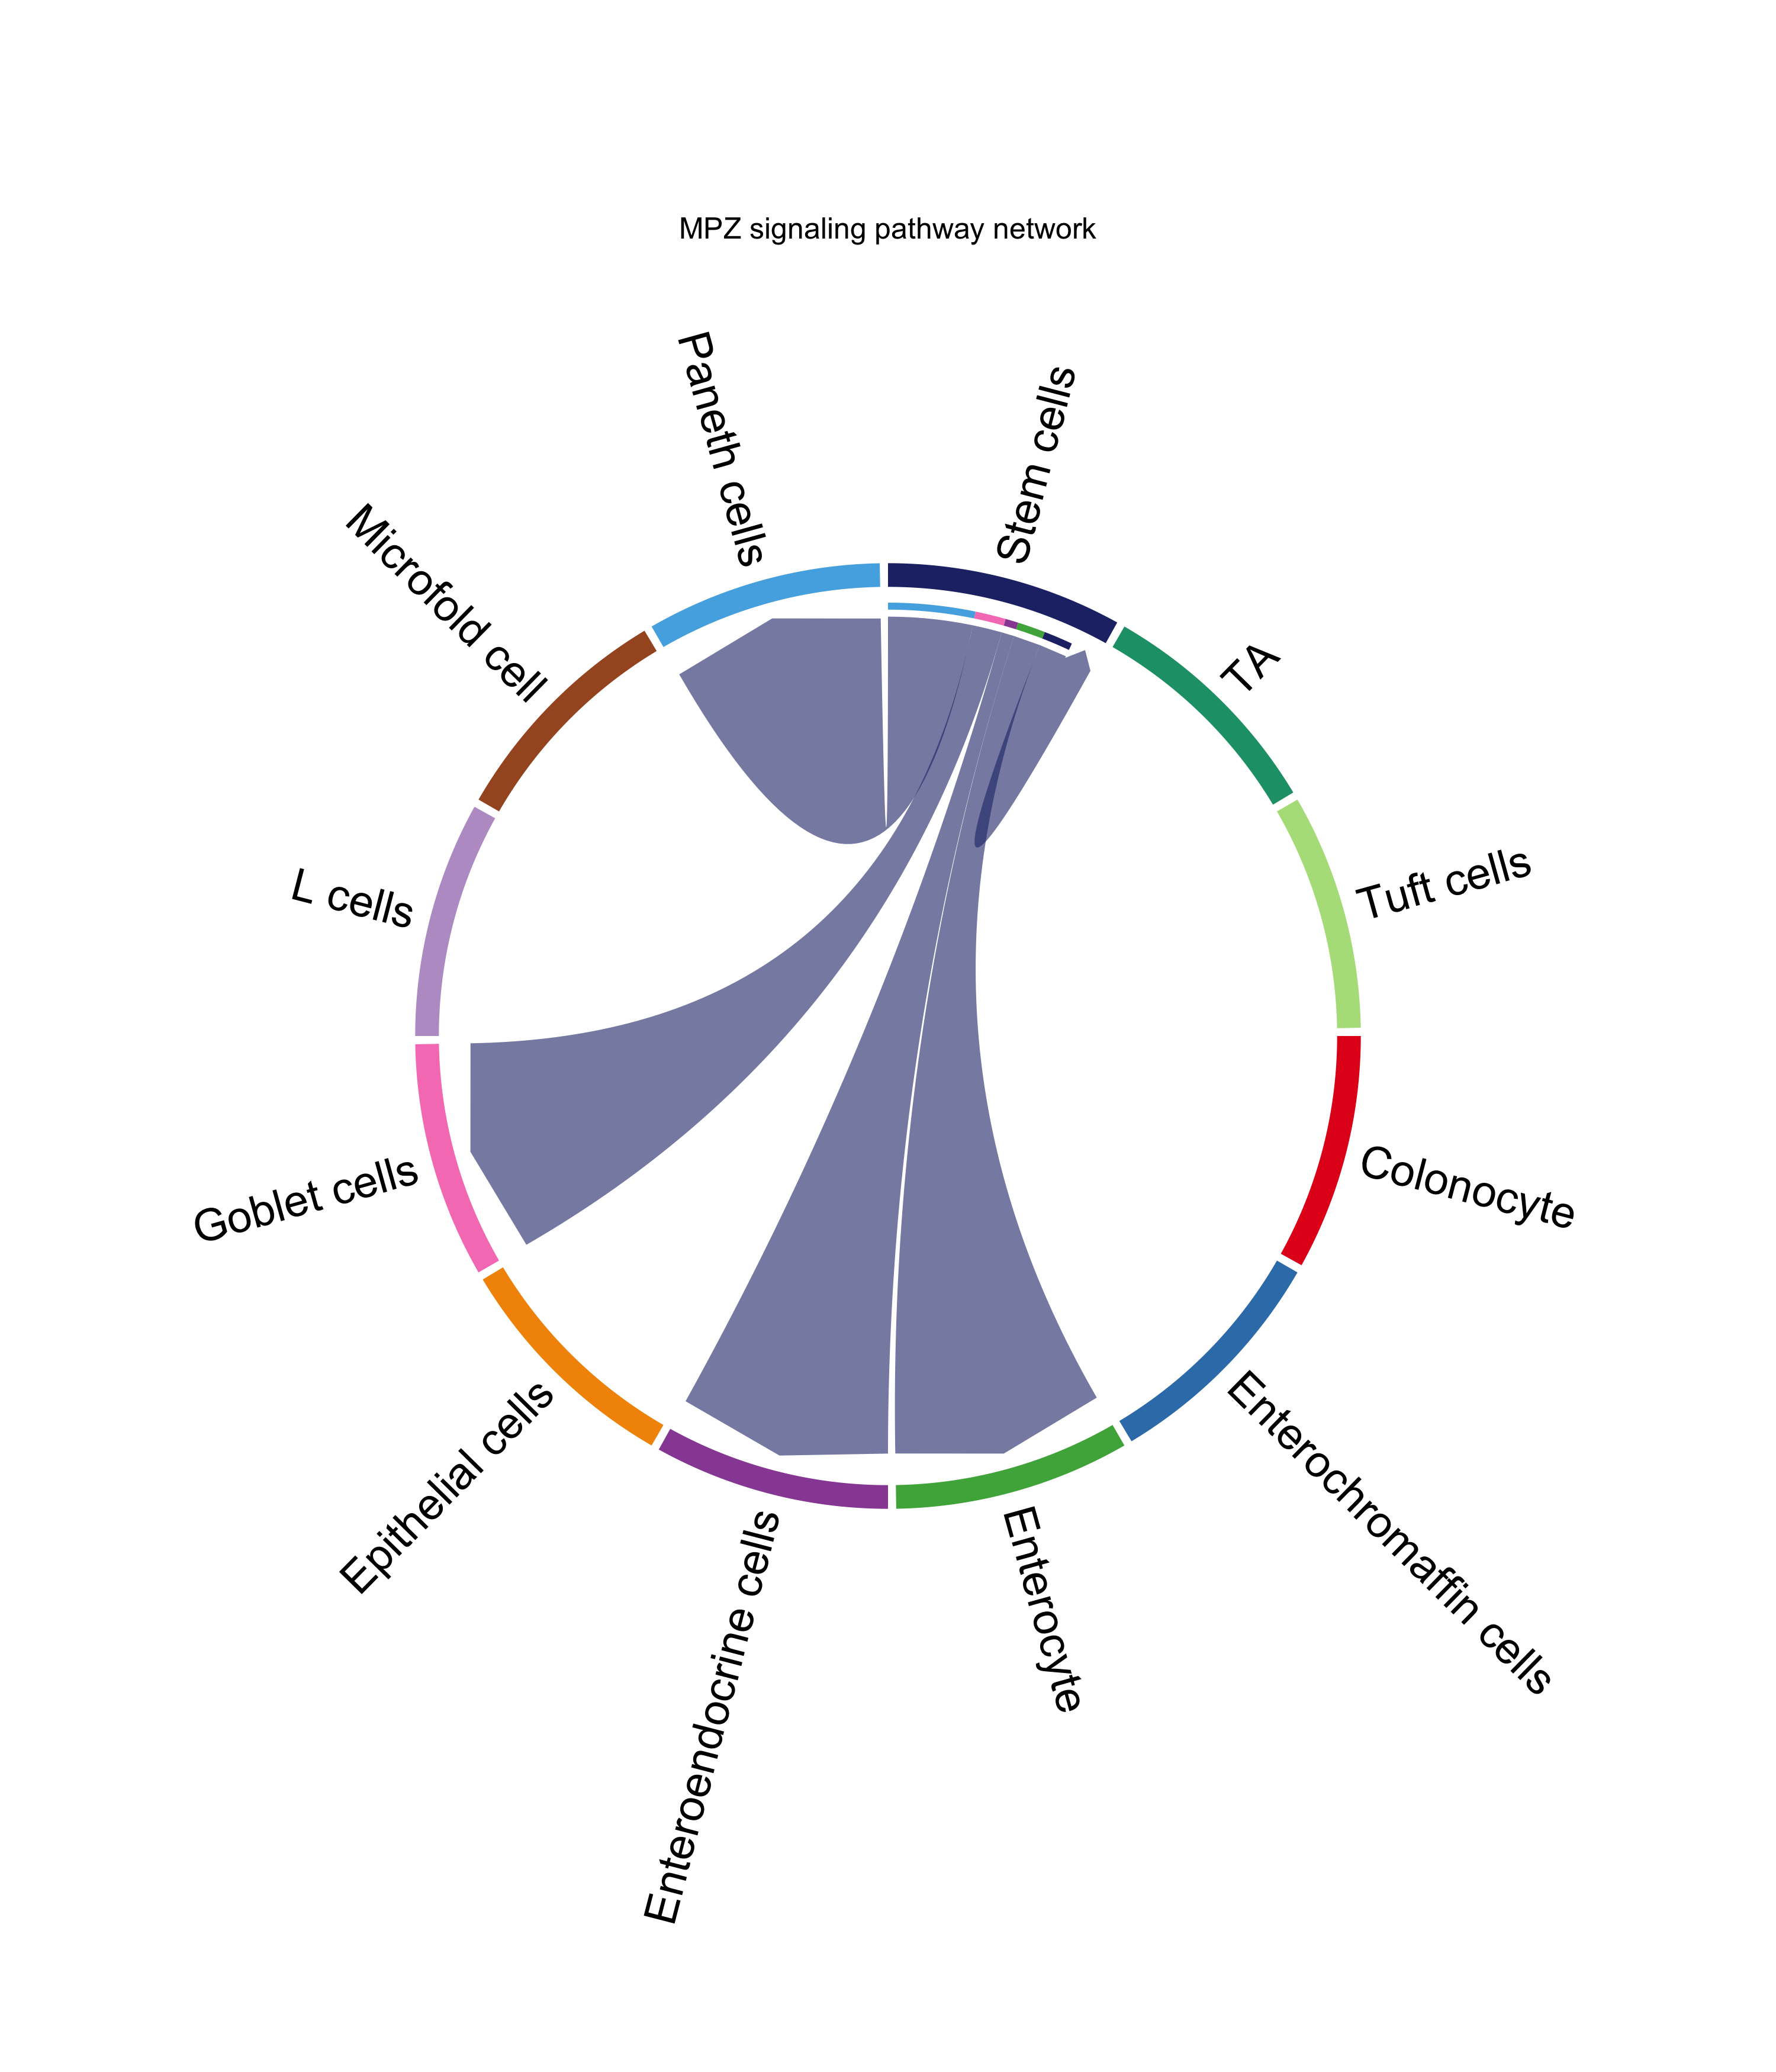 MPZ signaling pathway network
Paneth cells
Stem cells
Microfold cell
TA
L cells
Tuft cells
Goblet cells
Colonocyte
Epithelial cells
Enterochromaffin cells
Enteroendocrine cells
Enterocyte